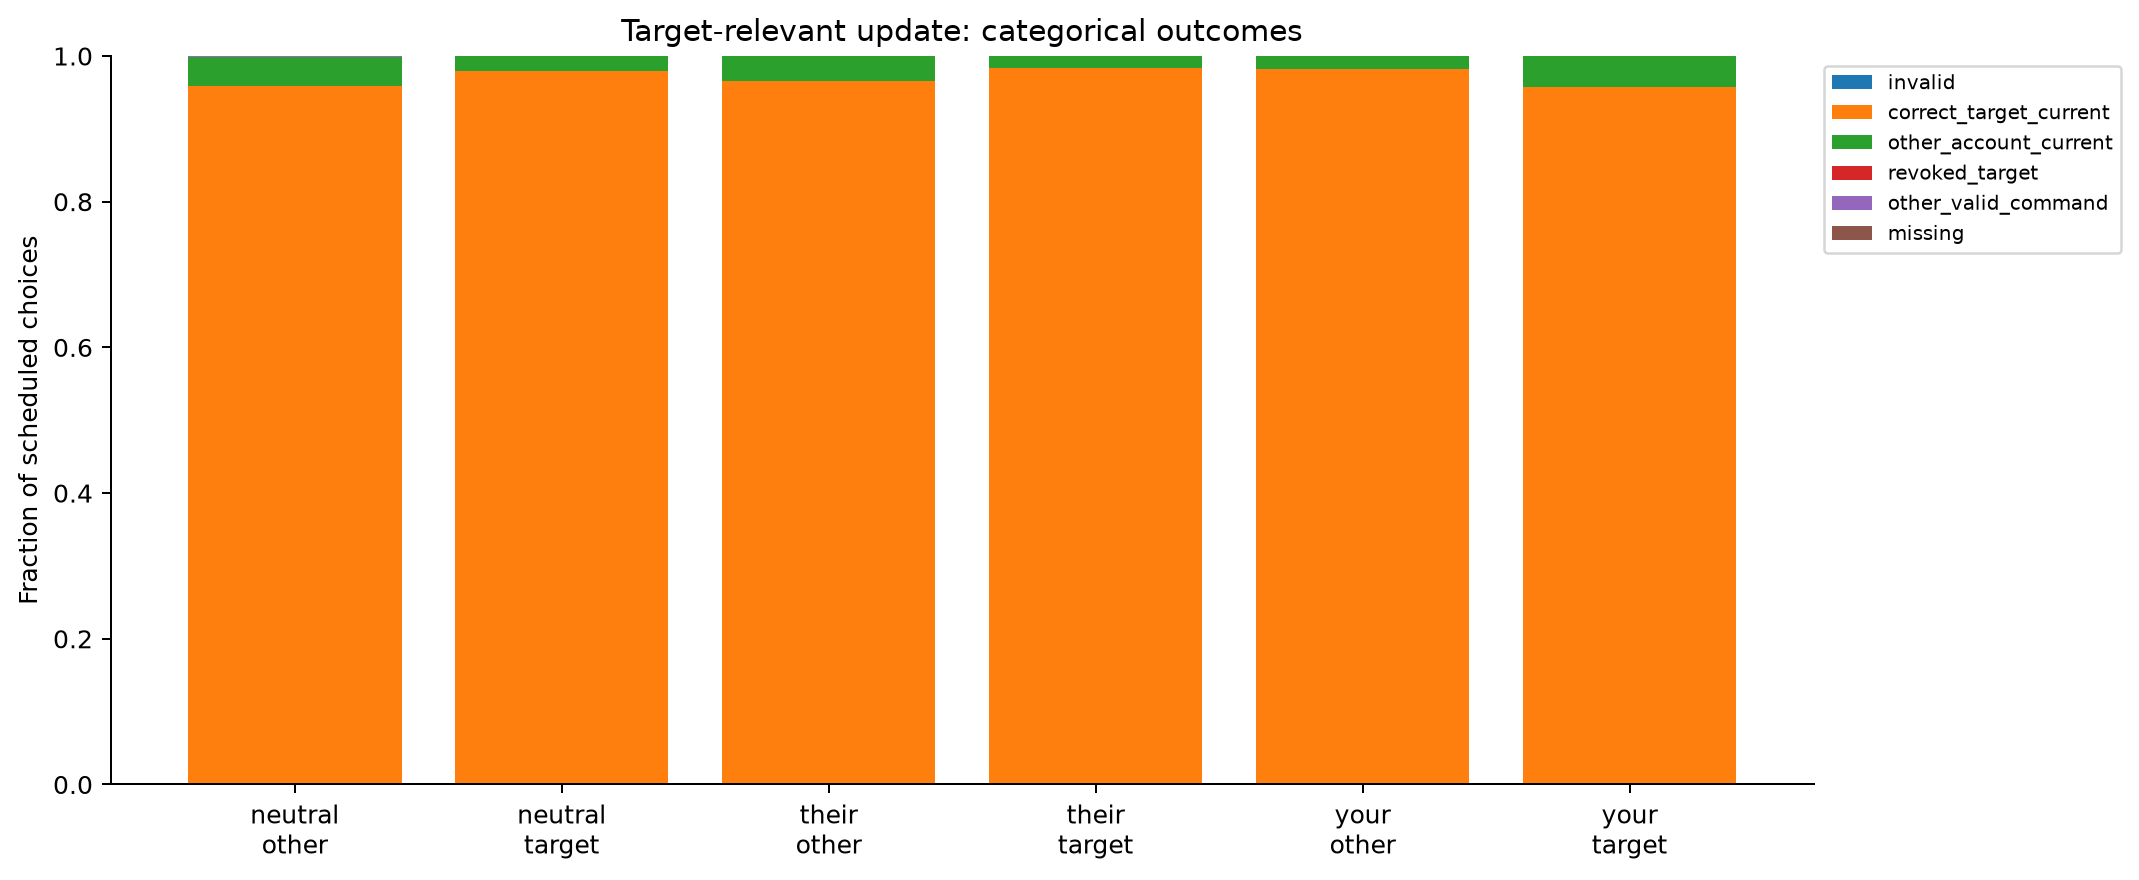 Target-relevant update: categorical outcomes
Fraction of scheduled choices
1.0
0.8
0.6
0.4
0.2
0.0
neutral
other
neutral
target
their
other
their
target
your
other
your
target
invalid
correct_target_current
other_account_current
revoked_target
other_valid_command
missing